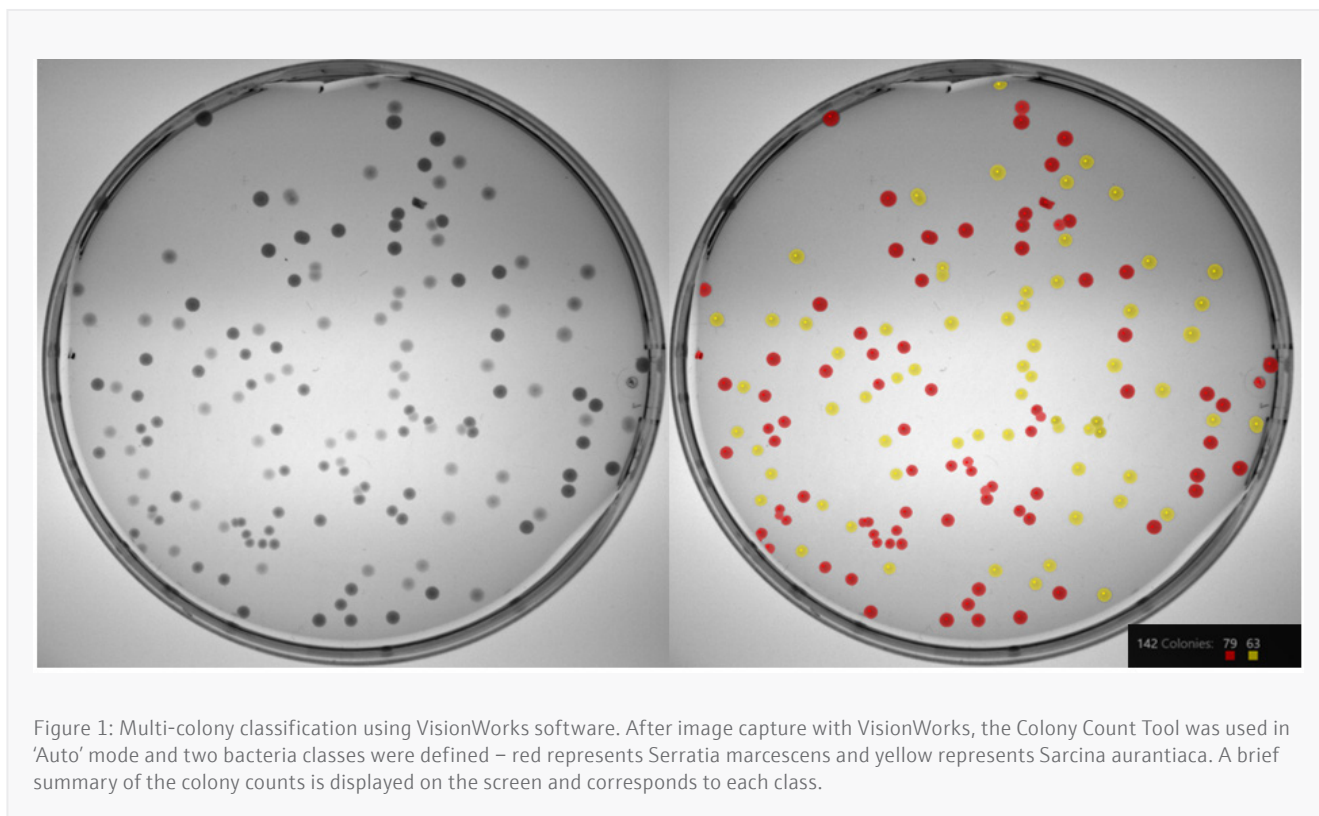 142 Colonies: 79 63
Figure 1: Multi-colony classification using VisionWorks software. After image capture with VisionWorks, the Colony Count Tool was used in
‘Auto’ mode and two bacteria classes were defined – red represents Serratia marcescens and yellow represents Sarcina aurantiaca. A brief
summary of the colony counts is displayed on the screen and corresponds to each class.